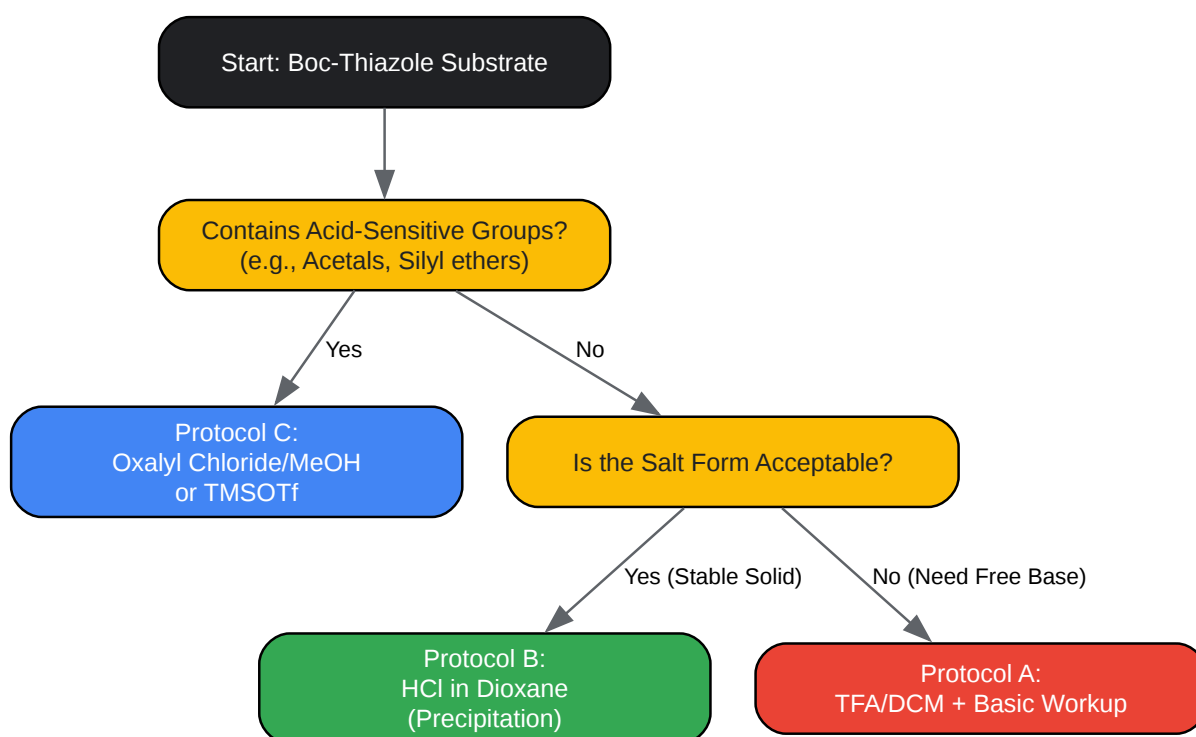 Start: Boc-Thiazole Substrate
Contains Acid-Sensitive Groups?
(e.g., Acetals, Silyl ethers)
Yes
No
Protocol C:
Oxalyl Chloride/MeOH
or TMSOTf
Is the Salt Form Acceptable?
Yes (Stable Solid)
No (Need Free Base)
Protocol B:
HCl in Dioxane
(Precipitation)
Protocol A:
TFA/DCM + Basic Workup